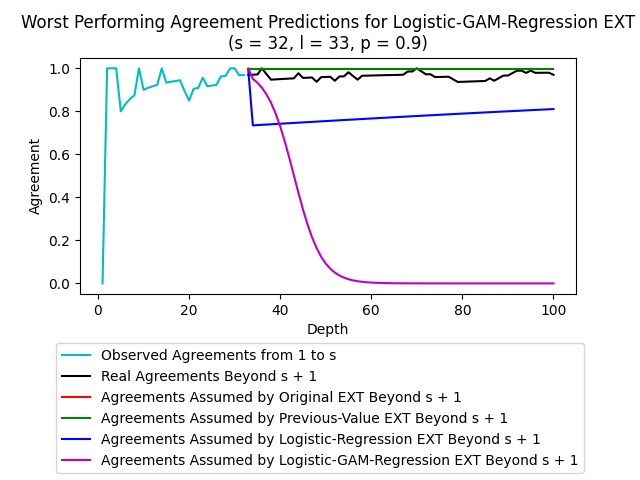 Worst Performing Agreement Predictions for Logistic-GAM-Regression EXT
(s = 32, l = 33, p = 0.9)
1.0
0.8
0.6
0.4
0.2
0.0
Agreement
0 20 40 60 80 100
Depth
Observed Agreements from 1 to s
Real Agreements Beyond s + 1
Agreements Assumed by Original EXT Beyond s + 1
Agreements Assumed by Previous-Value EXT Beyond s + 1
Agreements Assumed by Logistic-Regression EXT Beyond s + 1
Agreements Assumed by Logistic-GAM-Regression EXT Beyond s + 1